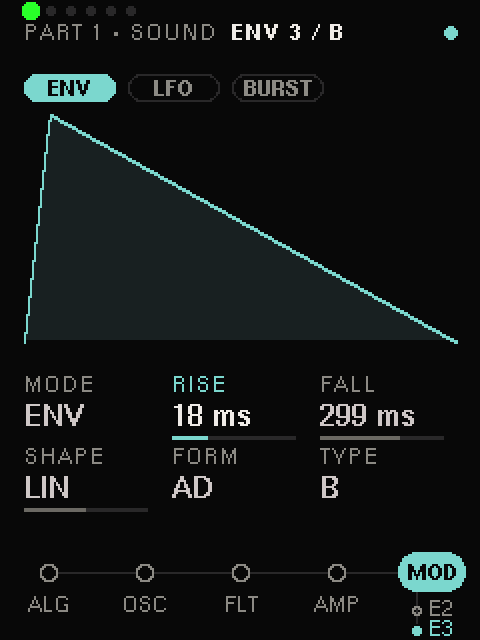 PART 1 · SOUND ENV 3 / B
ENV LFO BURST
MODE RISE FALL
ENV 18 ms 299 ms
SHAPE FORM TYPE
LIN AD B
MOD
ALG OSC FLT AMP
E2
E3